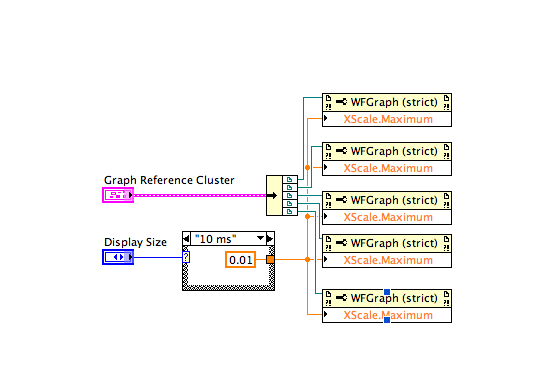 WFGraph (strict)
XScale.Maximum
WFGraph (strict)
XScale.Maximum
Graph Reference Cluster
WFGraph (strict)
XScale.Maximum
Display Size
"10 ms"
?
0.01
WFGraph (strict)
XScale.Maximum
WFGraph (strict)
XScale.Maximum